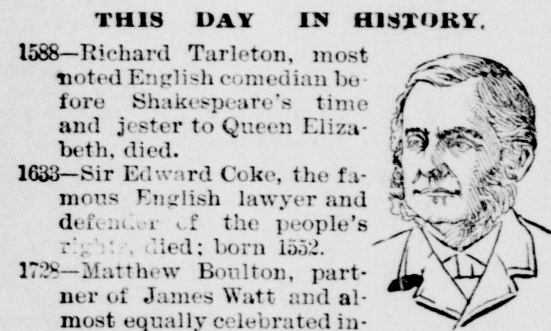 THIS DAY IN HISTORY.
1588—Richard Tarleton, most
noted English comedian be-
fore Shakespeare's time
and jester to Queen Eliza-
beth, died.
1633—Sir Edward Coke, the fa-
mous English lawyer and
defender of the people's
rights, died; born 1552.
1728—Matthew Boulton, part-
ner of James Watt and al-
most equally celebrated in-